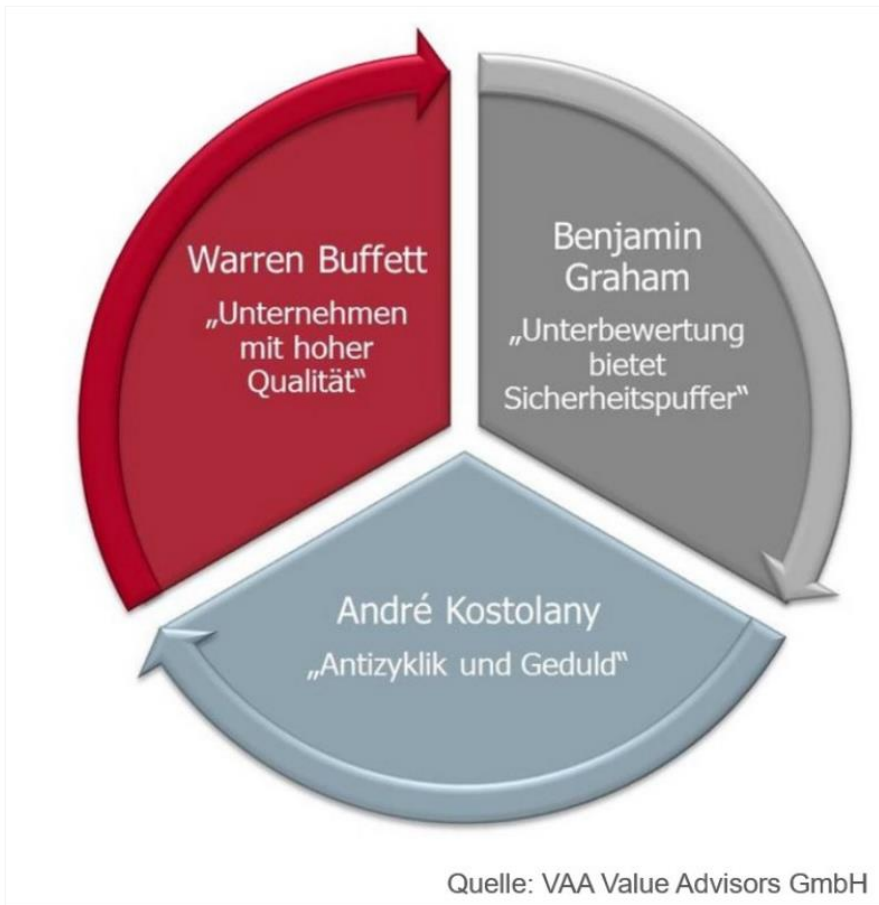 Warren Buffett
„Unternehmen
mit hoher
Qualität“
Benjamin
Graham
„Unterbewertung
bietet
Sicherheitspuffer“
André Kostolany
„Antizyklik und Geduld“
Quelle: VAA Value Advisors GmbH